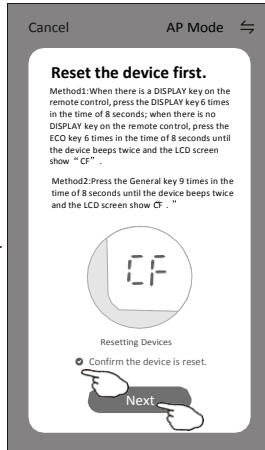 Cancel AP Mode
Reset the device first.
Method1:When there is a DISPLAY key on the
remote control, press the DISPLAY key 6 times
in the time of 8 seconds; when there is no
DISPLAY key on the remote control, press the
ECO key 6 times in the time of 8 seconds until
the device beeps twice and the LCD screen
show “CF”.
Method2:Press the General key 9 times in the
time of 8 seconds until the device beeps twice
and the LCD screen show CF . ”
CF
Resetting Devices
Confirm the device is reset.
Next